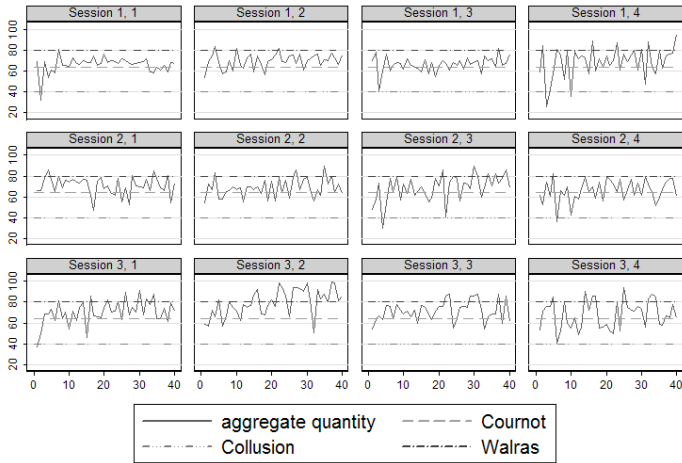 Session 1, 1
Session 1, 2
Session 1, 3
Session 1, 4
20 40 60 80 100
Session 2, 1
Session 2, 2
Session 2, 3
Session 2, 4
20 40 60 80 100
Session 3, 1
Session 3, 2
Session 3, 3
Session 3, 4
20 40 60 80 100
0 10 20 30 40
0 10 20 30 40
0 10 20 30 40
0 10 20 30 40
aggregate quantity
Cournot
Collusion
Walras